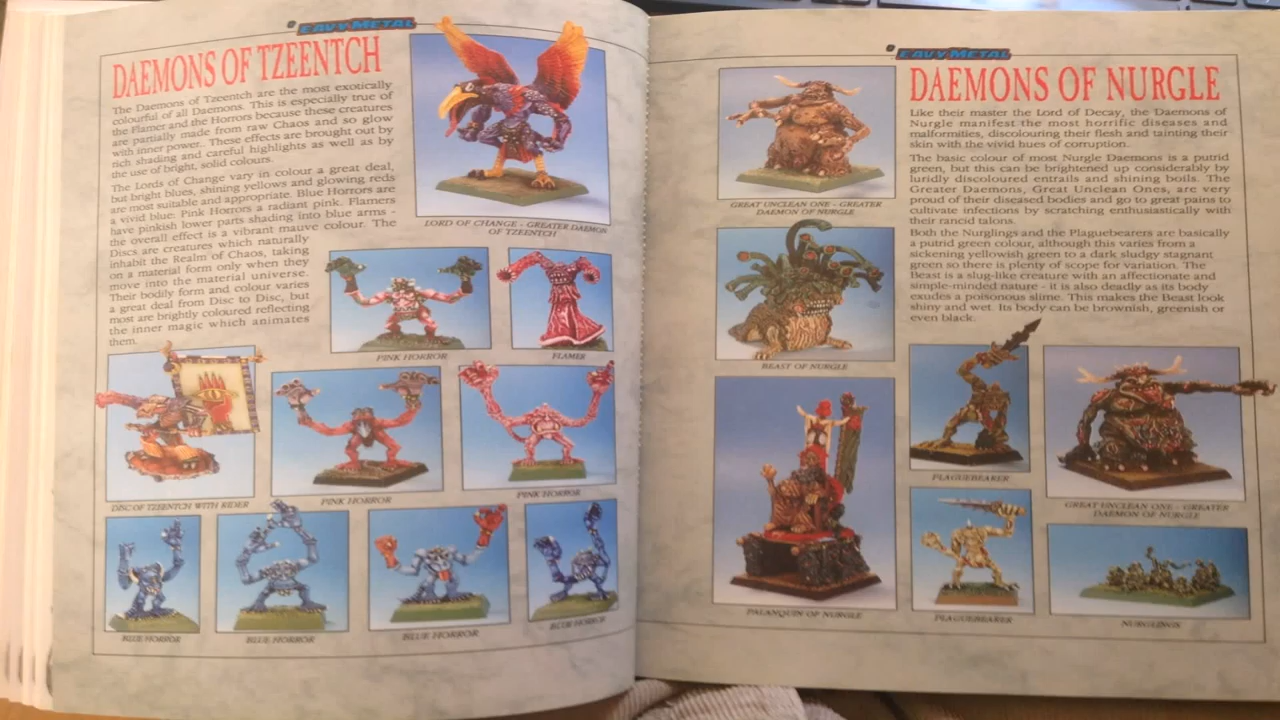 'EAVY METAL
DAEMONS OF TZEENTCH
The Daemons of Tzeentch are the most exotically
colourful of all Daemons. This is especially true of
the Flamer and the Horrors because these creatures
are partially made from raw Chaos and so glow
with inner power.. These effects are brought out by
rich shading and careful highlights as well as by
the use of bright, solid colours.
The Lords of Change vary in colour a great deal,
but bright blues, shining yellows and glowing reds
are most suitable and appropriate. Blue Horrors are
a vivid blue: Pink Horrors a radiant pink. Flamers
have pinkish lower parts shading into blue arms -
the overall effect is a vibrant mauve colour. The
Discs are creatures which naturally
inhabit the Realm of Chaos, taking
on a material form only when they
move into the material universe.
Their bodily form and colour varies
a great deal from Disc to Disc, but
most are brightly coloured reflecting
the inner magic which animates
them.
LORD OF CHANGE - GREATER DAEMON
OF TZEENTCH
PINK HORROR
FLAMER
DISC OF TZEENTCH WITH RIDER
PINK HORROR
PINK HORROR
BLUE HORROR
BLUE HORROR
BLUE HORROR
BLUE HORROR
'EAVY METAL
DAEMONS OF NURGLE
Like their master the Lord of Decay, the Daemons of
Nurgle manifest the most horrific diseases and
malformities, discolouring their flesh and tainting their
skin with the vivid hues of corruption.
The basic colour of most Nurgle Daemons is a putrid
green, but this can be brightened up considerably by
luridly discoloured entrails and shining boils. The
Greater Daemons, Great Unclean Ones, are very
proud of their diseased bodies and go to great pains to
cultivate infections by scratching enthusiastically with
their rancid talons.
Both the Nurglings and the Plaguebearers are basically
a putrid green colour, although this varies from a
sickening yellowish green to a dark sludgy stagnant
green so there is plenty of scope for variation. The
Beast is a slug-like creature with an affectionate and
simple-minded nature - it is also deadly as its body
exudes a poisonous slime. This makes the Beast look
shiny and wet. Its body can be brownish, greenish or
even black.
GREAT UNCLEAN ONE - GREATER
DAEMON OF NURGLE
BEAST OF NURGLE
PLAGUEBEARER
GREAT UNCLEAN ONE - GREATER
DAEMON OF NURGLE
PALANQUIN OF NURGLE
PLAGUEBEARER
NURGLINGS